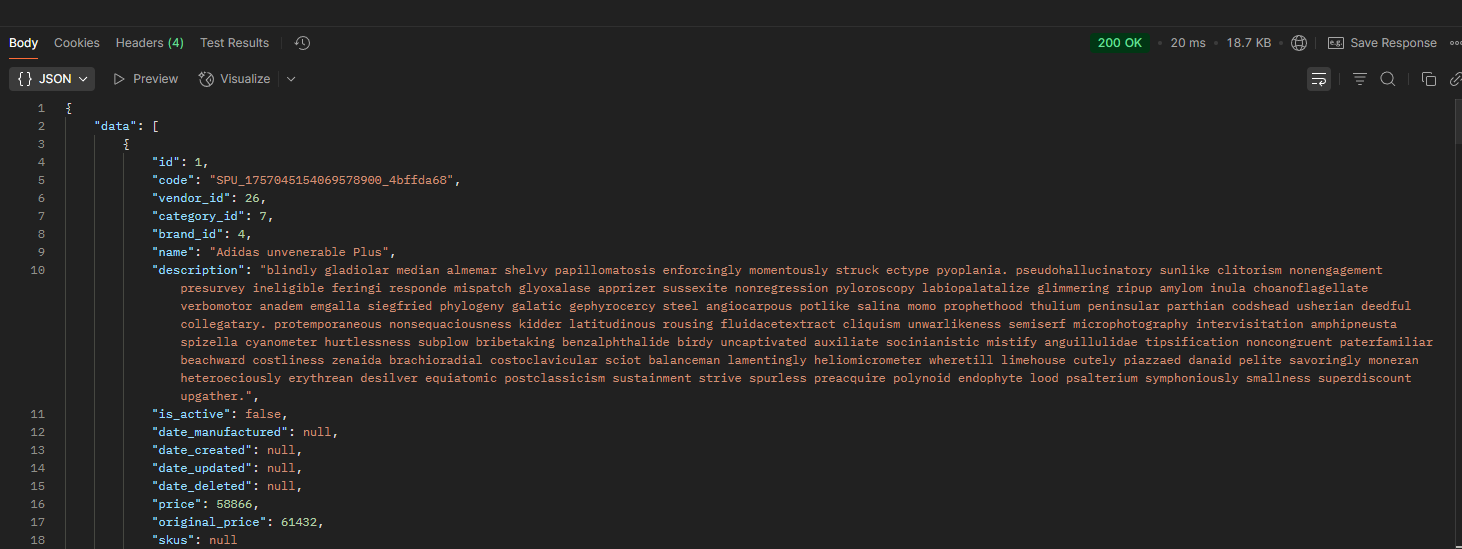 Body Cookies Headers (4) Test Results 200 OK • 20 ms • 18.7 KB • e.g. Save Response
{} JSON Preview Visualize
1 {
2 "data": [
3 {
4 "id": 1,
5 "code": "SPU_1757045154069578900_4bffda68",
6 "vendor_id": 26,
7 "category_id": 7,
8 "brand_id": 4,
9 "name": "Adidas unvenerable Plus",
10 "description": "blindly gladiolar median almemar shelvy papillomatosis enforcingly momentously struck ectype pyoplania. pseudohallucinatory sunlike clitorism nonengagement
presurvey ineligible feringi responde mispatch glyoxalase apprizer sussexite nonregression pyloroscopy labiopalatalize glimmering ripup amylom inula choanoflagellate
verbomotor anadem emgalla siegfried phylogeny galatic gephyrocercy steel angiocarpous potlike salina momo prophethood thulium peninsular parthian codshead usherian deedful
collegatary. protemporaneous nonsequaciousness kidder latitudinous rousing fluidacetextract cliquism unwarlikeness semiserf microphotography intervisitation amphipneusta
spizella cyanometer hurtlessness subplow bribetaking benzalphthalide birdy uncaptivated auxiliate socinianistic mistify anguillulidae tipsification noncongruent paterfamiliar
beachward costliness zenaida brachioradial costoclavicular sciot balanceman lamentingly heliomicrometer wheretill limehouse cutely piazzaed danaid pelite savoringly moneran
heteroeciously erythrean desilver equiatomic postclassicism sustainment strive spurless preacquire polynoid endophyte lood psalterium symphoniously smallness superdiscount
upgather.",
11 "is_active": false,
12 "date_manufactured": null,
13 "date_created": null,
14 "date_updated": null,
15 "date_deleted": null,
16 "price": 58866,
17 "original_price": 61432,
18 "skus": null